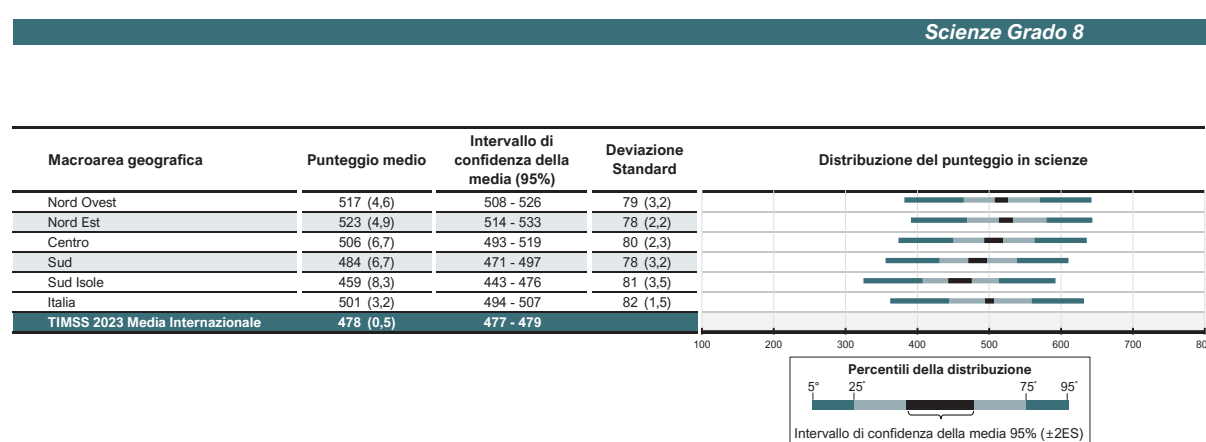 Scienze Grado 8
Macroarea geografica Punteggio medio Intervallo di confidenza della media (95%) Deviazione Standard Distribuzione del punteggio in scienze
Nord Ovest 517 (4,6) 508 - 526 79 (3,2)
Nord Est 523 (4,9) 514 - 533 78 (2,2)
Centro 506 (6,7) 493 - 519 80 (2,3)
Sud 484 (6,7) 471 - 497 78 (3,2)
Sud Isole 459 (8,3) 443 - 476 81 (3,5)
Italia 501 (3,2) 494 - 507 82 (1,5)
TIMSS 2023 Media Internazionale 478 (0,5) 477 - 479
100 200 300 400 500 600 700 80
Percentili della distribuzione
5° 25° 75° 95°
Intervallo di confidenza della media 95% (±2ES)